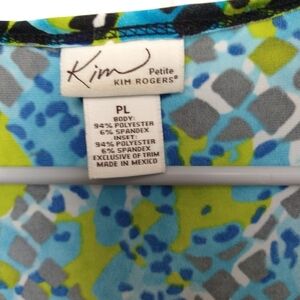 Kim
Petite
KIM ROGERS®
PL
BODY:
94% POLYESTER
6% SPANDEX
INSET:
94% POLYESTER
6% SPANDEX
EXCLUSIVE OF TRIM
MADE IN MEXICO